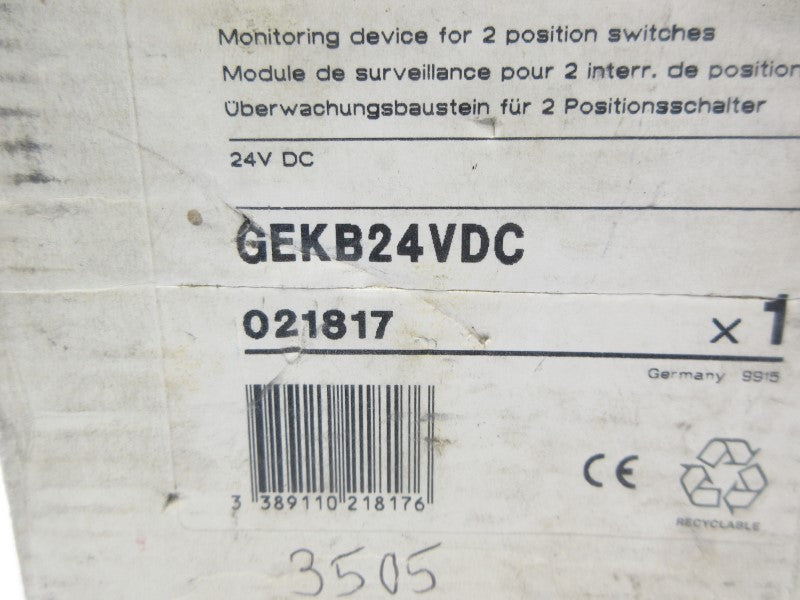 Monitoring device for 2 position switches
Module de surveillance pour 2 interr. de position
Überwachungsbaustein für 2 Positionsschalter
24V DC
GEKB24VDC
021817 x 1
Germany 9915
3 389110 218176
CE
RECYCLABLE
3505